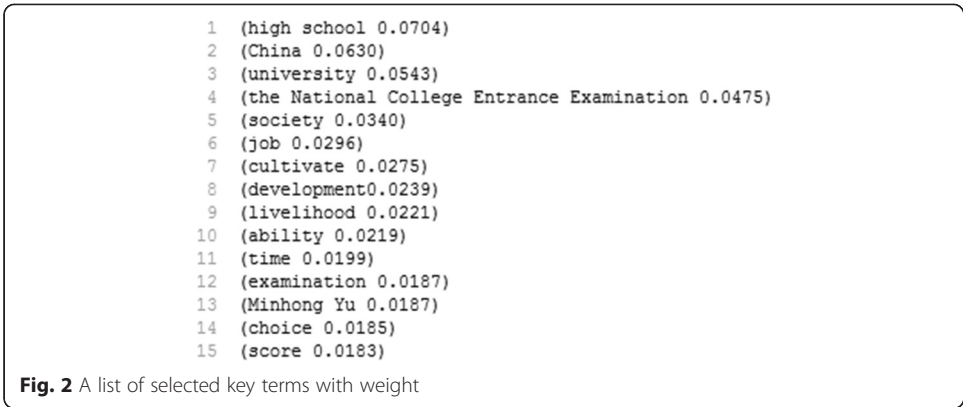 1 (high school 0.0704)
2 (China 0.0630)
3 (university 0.0543)
4 (the National College Entrance Examination 0.0475)
5 (society 0.0340)
6 (job 0.0296)
7 (cultivate 0.0275)
8 (development0.0239)
9 (livelihood 0.0221)
10 (ability 0.0219)
11 (time 0.0199)
12 (examination 0.0187)
13 (Minhong Yu 0.0187)
14 (choice 0.0185)
15 (score 0.0183)
Fig. 2 A list of selected key terms with weight